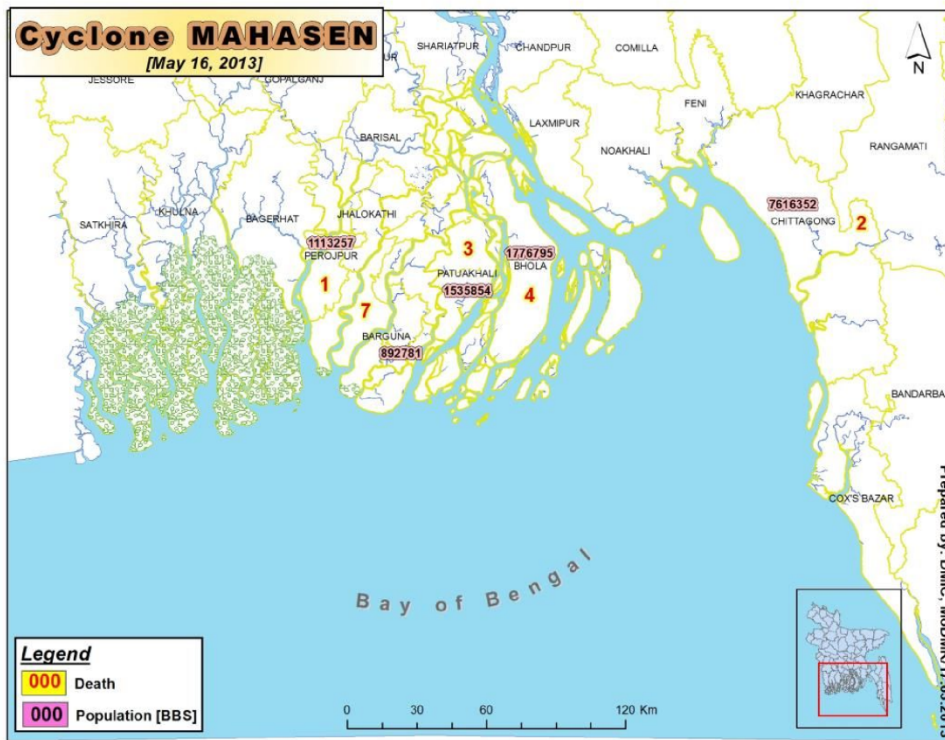 Cyclone MAHASEN
[May 16, 2013]
SHARIATPUR
CHANDPUR
COMILLA
N
JESSORE
GOPALGANJ
UR
KHAGRACHAR
FENI
LAXMIPUR
BARISAL
NOAKHALI
RANGAMATI
7616352
CHITTAGONG
2
KHULNA
SATKHIRA
BAGERHAT
JHALOKATHI
1113257
PEROJPUR
3
1776795
BHOLA
PATUAKHALI
1535854
1
7
4
BARGUNA
892781
BANDARBA
COX'S BAZAR
Bay of Bengal
Legend
000 Death
000 Population [BBS]
0 30 60 120 Km